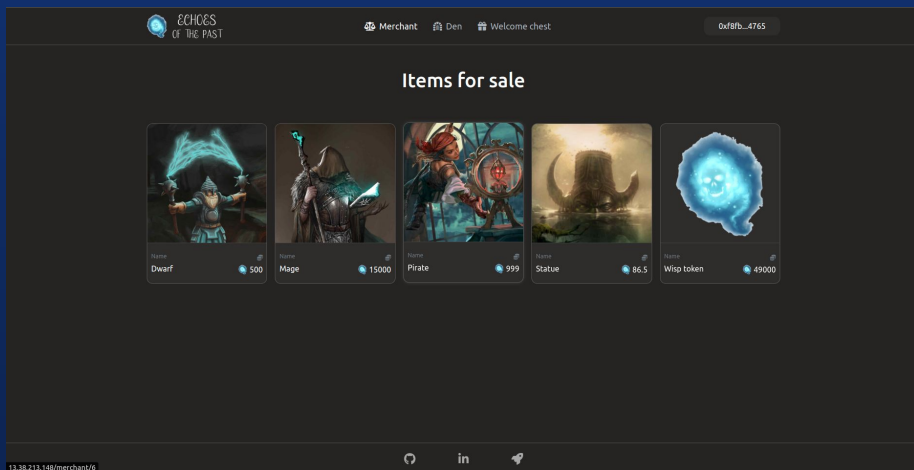 ECHOES
OF THE PAST
Merchant
Den
Welcome chest
0xf8fb...4765
Items for sale
Name
Dwarf
500
Name
Mage
15000
Name
Pirate
999
Name
Statue
86.5
Name
Wisp token
49000
in
13.38.213.148/merchant/6